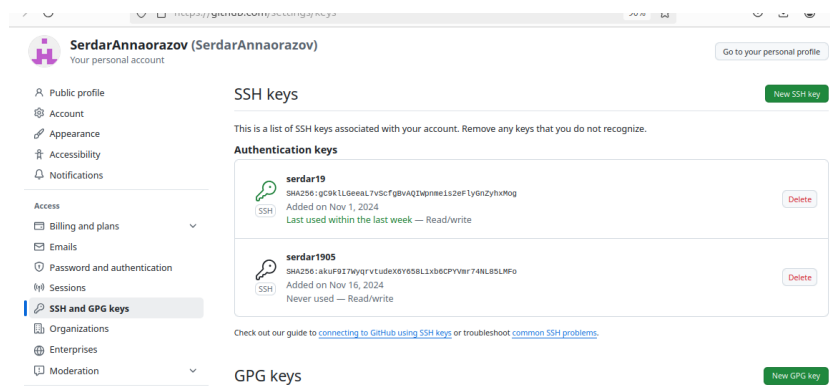 https://github.com/settings/keys
90%
SerdarAnnaorazov (SerdarAnnaorazov)
Your personal account
Go to your personal profile
Public profile
Account
Appearance
Accessibility
Notifications
Access
Billing and plans
Emails
Password and authentication
Sessions
SSH and GPG keys
Organizations
Enterprises
Moderation
SSH keys
New SSH key
This is a list of SSH keys associated with your account. Remove any keys that you do not recognize.
Authentication keys
serdar19
SHA256:gC9klLGeeaL7vScfgBvAQIWpnmeis2eFlyGnZyhxMog
Added on Nov 1, 2024
Last used within the last week — Read/write
SSH
Delete
serdar1905
SHA256:akuF9I7Wyqrvtudex6Y658L1xb6CPYVmr74NL85LMFo
Added on Nov 16, 2024
Never used — Read/write
SSH
Delete
Check out our guide to connecting to GitHub using SSH keys or troubleshoot common SSH problems.
GPG keys
New GPG key